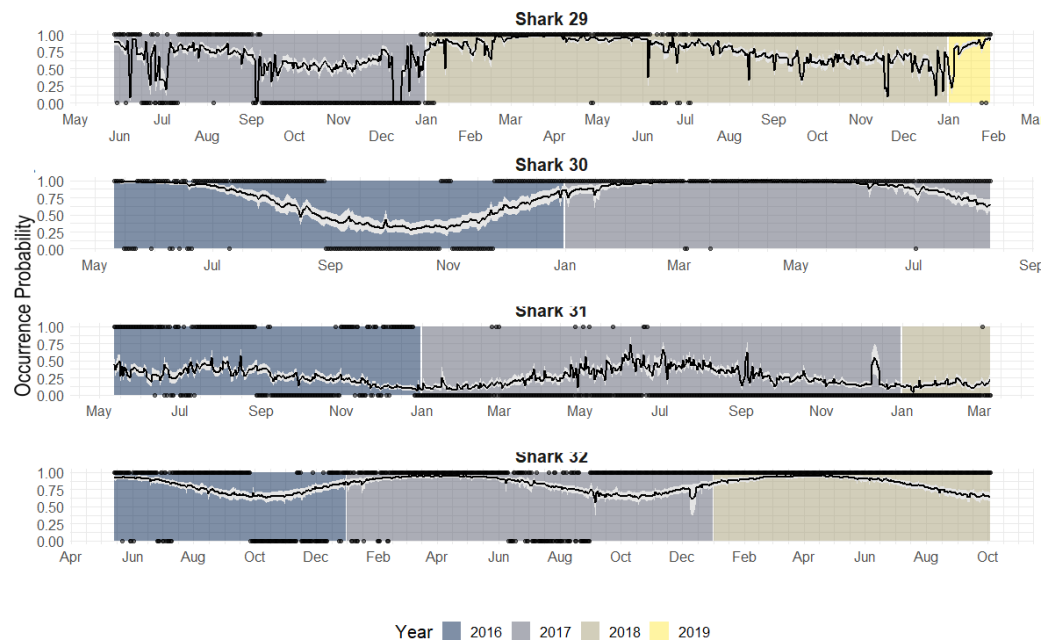 Shark 29
1.00
0.75
0.50
0.25
0.00
May Jul Sep Nov Jan Mar May Jul Sep Nov Jan Ma
Jun Aug Oct Dec Feb Apr Jun Aug Oct Dec Feb
Shark 30
1.00
0.75
0.50
0.25
0.00
May Jul Sep Nov Jan Mar May Jul Sep
Occurrence Probability
Shark 31
1.00
0.75
0.50
0.25
0.00
May Jul Sep Nov Jan Mar May Jul Sep Nov Jan Mar
Shark 32
1.00
0.75
0.50
0.25
0.00
Apr Jun Aug Oct Dec Feb Apr Jun Aug Oct Dec Feb Apr Jun Aug Oct
Year 2016 2017 2018 2019